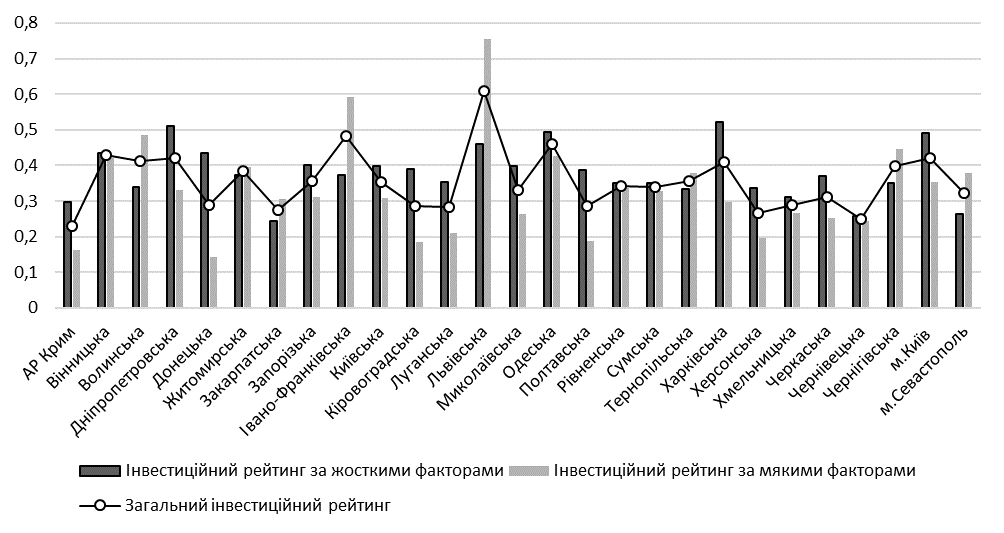 0,8
0,7
0,6
0,5
0,4
0,3
0,2
0,1
0
АР Крим
Вінницька
Волинська
Дніпропетровська
Донецька
Житомирська
Закарпатська
Запорізька
Івано-Франківська
Київська
Кіровоградська
Луганська
Львівська
Миколаївська
Одеська
Полтавська
Рівненська
Сумська
Тернопільська
Харківська
Херсонська
Хмельницька
Черкаська
Чернівецька
Чернігівська
м.Київ
м.Севастополь
Інвестиційний рейтинг за жосткими факторами
Інвестиційний рейтинг за мякими факторами
Загальний інвестиційний рейтинг